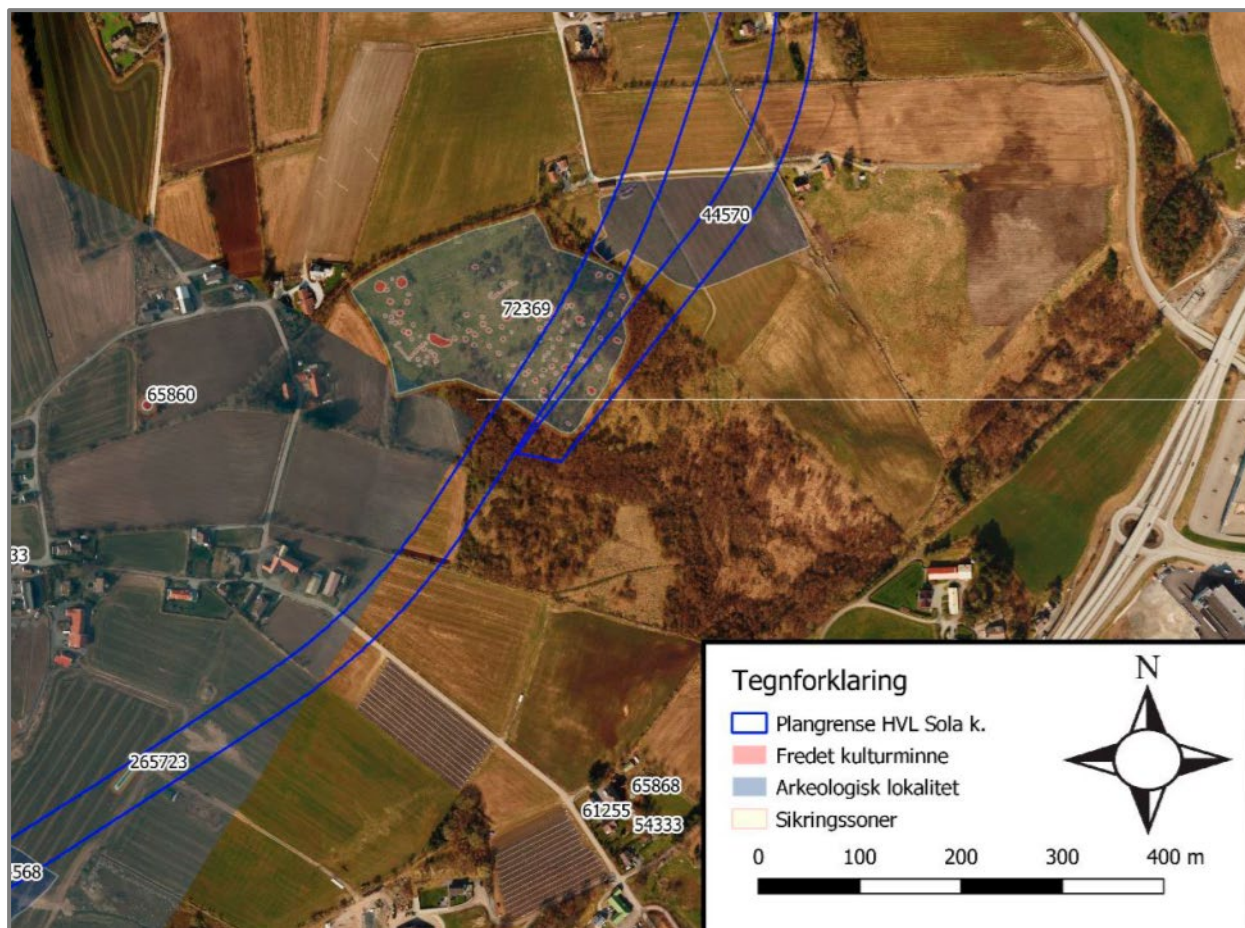 44570
72369
65860
33
265723
65868
61255
54333
.568
Tegnforklaring
Plangrense HVL Sola k.
Fredet kulturminne
Arkeologisk lokalitet
Sikringssoner
N
0 100 200 300 400 m